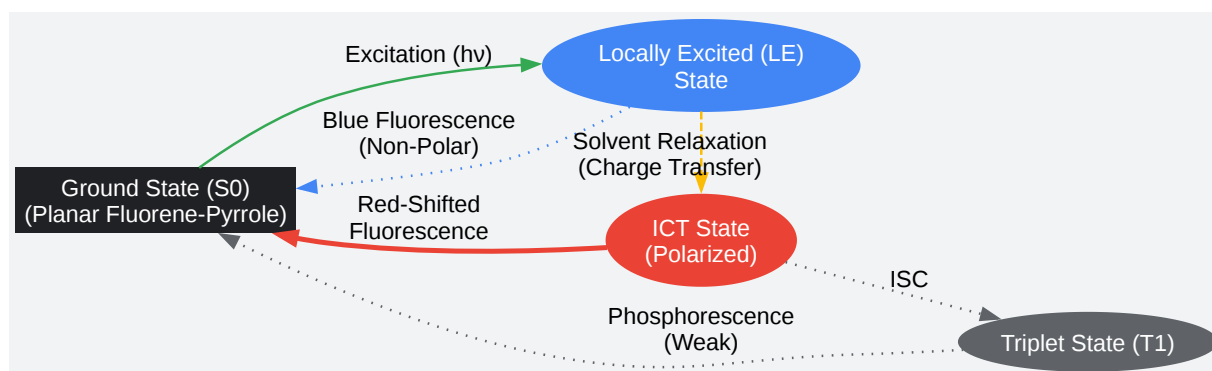 Excitation (hν)
Locally Excited (LE)
State
Blue Fluorescence
(Non-Polar)
Solvent Relaxation
(Charge Transfer)
Ground State (S0)
(Planar Fluorene-Pyrrole)
Red-Shifted
Fluorescence
ICT State
(Polarized)
ISC
Phosphorescence
(Weak)
Triplet State (T1)